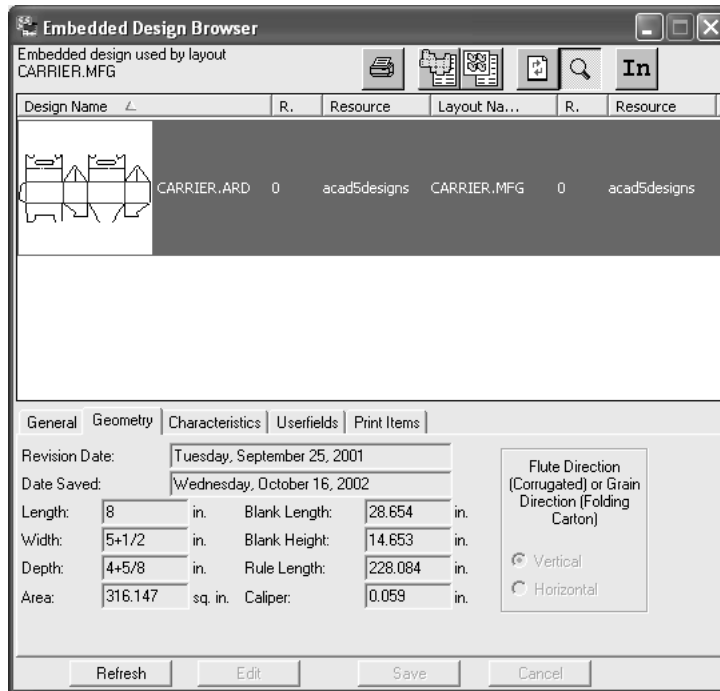 Embedded Design Browser
Embedded design used by layout
CARRIER.MFG
In
Design Name R. Resource Layout Na... R. Resource
CARRIER.ARD 0 acad5designs CARRIER.MFG 0 acad5designs
General Geometry Characteristics Userfields Print Items
Revision Date: Tuesday, September 25, 2001
Date Saved: Wednesday, October 16, 2002
Length: 8 in. Blank Length: 28.654 in.
Width: 5+1/2 in. Blank Height: 14.653 in.
Depth: 4+5/8 in. Rule Length: 228.084 in.
Area: 316.147 sq. in. Caliper: 0.059 in.
Flute Direction
(Corrugated) or Grain
Direction (Folding
Carton)
Vertical
Horizontal
Refresh Edit Save Cancel